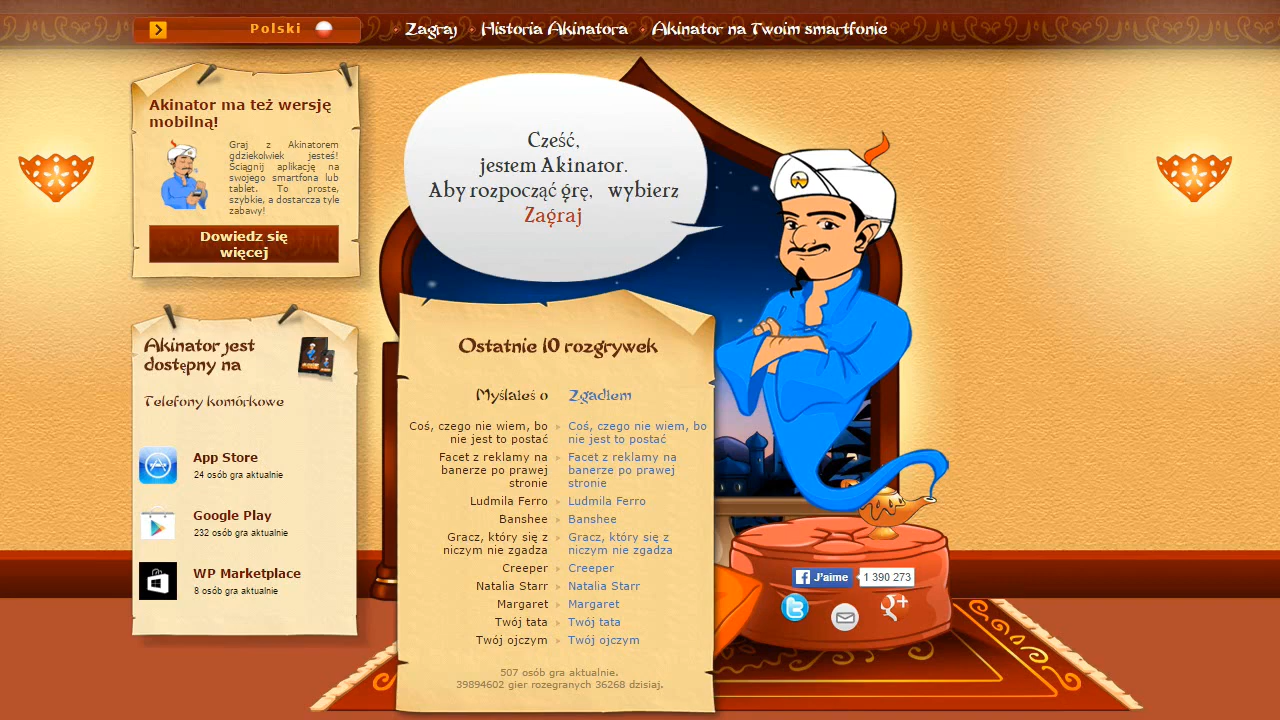 Polski
Zagraj
Historia Akinatora
Akinator na Twoim smartfonie
Akinator ma też wersję
mobilną!
Graj z Akinatorem
gdziekolwiek jesteś!
Ściągnij aplikację na
swojego smartfona lub
tablet. To proste,
szybkie, a dostarcza tyle
zabawy!
Dowiedz się
więcej
Akinator jest
dostępny na
Telefony komórkowe
App Store
24 osób gra aktualnie
Google Play
232 osób gra aktualnie
WP Marketplace
8 osób gra aktualnie
Cześć,
jestem Akinator.
Aby rozpocząć grę, wybierz
Zagraj
Ostatnie 10 rozgrywek
Myślałeś o Zgadłem
Coś, czego nie wiem, bo
nie jest to postać
Coś, czego nie wiem, bo
nie jest to postać
Facet z reklamy na
banerze po prawej
stronie
Facet z reklamy na
banerze po prawej
stronie
Ludmila Ferro Ludmila Ferro
Banshee Banshee
Gracz, który się z
niczym nie zgadza
Gracz, który się z
niczym nie zgadza
Creeper Creeper
Natalia Starr Natalia Starr
Margaret Margaret
Twój tata Twój tata
Twój ojczym Twój ojczym
507 osób gra aktualnie.
39894602 gier rozegranych 36268 dzisiaj.
J'aime 1 390 273